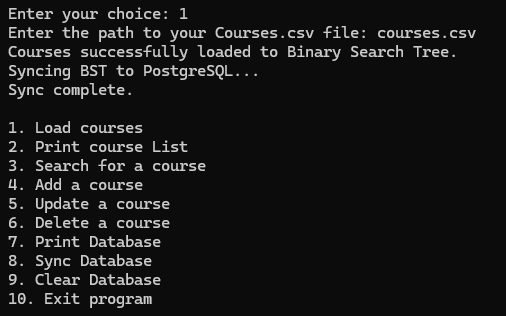 Enter your choice: 1
Enter the path to your Courses.csv file: courses.csv
Courses successfully loaded to Binary Search Tree.
Syncing BST to PostgreSQL...
Sync complete.

1. Load courses
2. Print course List
3. Search for a course
4. Add a course
5. Update a course
6. Delete a course
7. Print Database
8. Sync Database
9. Clear Database
10. Exit program